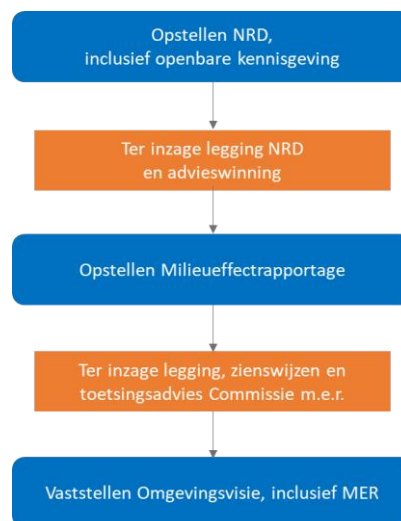 Opstellen NRD,
inclusief openbare kennisgeving
Ter inzage legging NRD
en advieswinning
Opstellen Milieueffectrapportage
Ter inzage legging, zienswijzen en
toetsingsadvies Commissie m.e.r.
Vaststellen Omgevingsvisie, inclusief MER